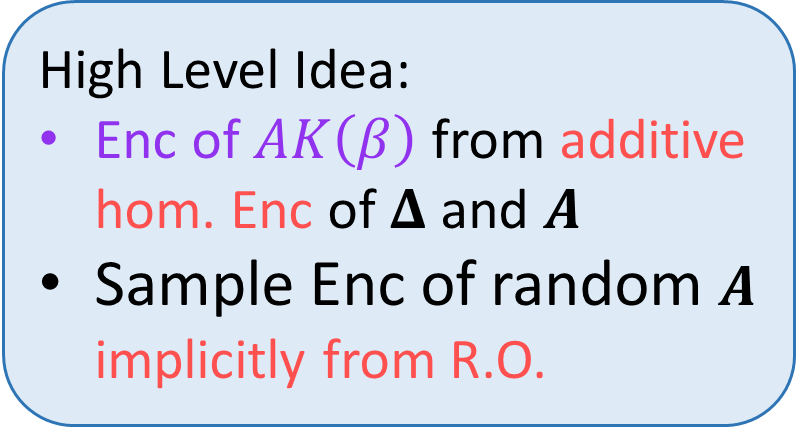 High Level Idea:
• Enc of AK(β) from additive
hom. Enc of Δ and A
• Sample Enc of random A
implicitly from R.O.